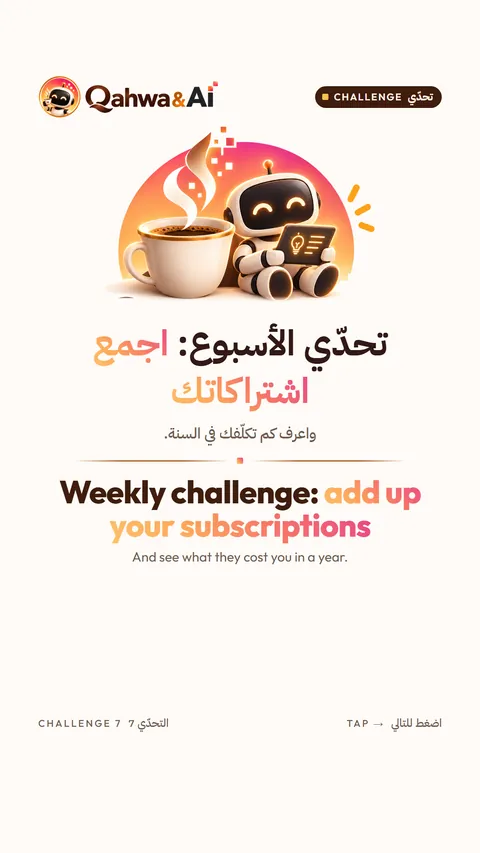 Qahwa&Ai
CHALLENGE تحدّي
تحدّي الأسبوع: اجمع
اشتراكاتك
واعرف كم تكلّفك في السنة.
Weekly challenge: add up
your subscriptions
And see what they cost you in a year.
CHALLENGE 7 التحدّي 7
TAP → اضغط للتالي